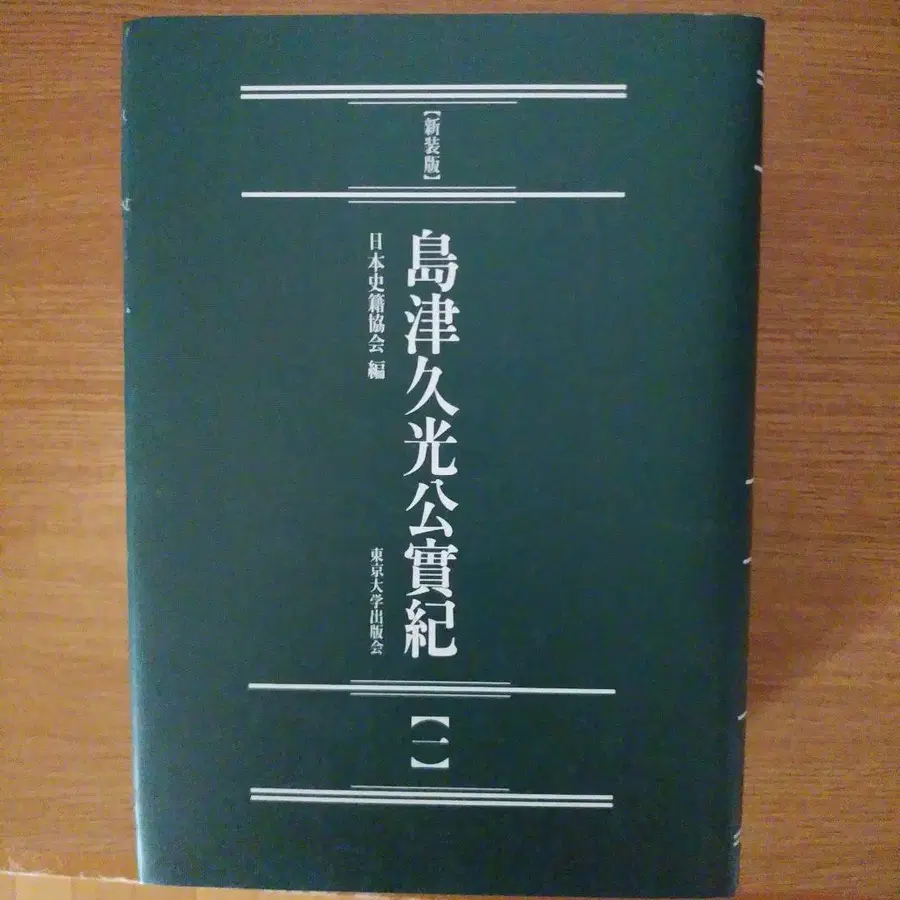 【新装版】
島津久光公實紀
【一】
日本史籍協会 編
東京大学出版会